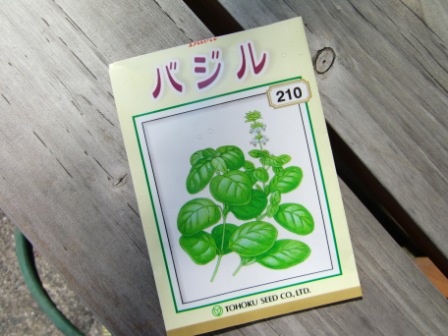 バジル
210
TOHOKU SEED CO., LTD.